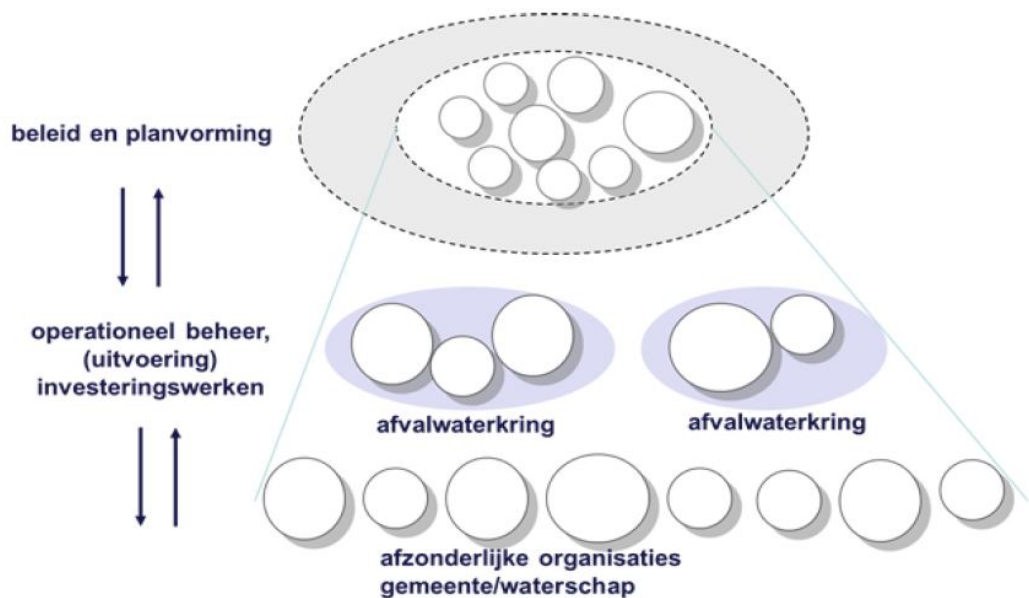 beleid en planvorming
operationeel beheer,
(uitvoering)
investeringswerken
afvalwaterkring
afvalwaterkring
afzonderlijke organisaties
gemeente/waterschap